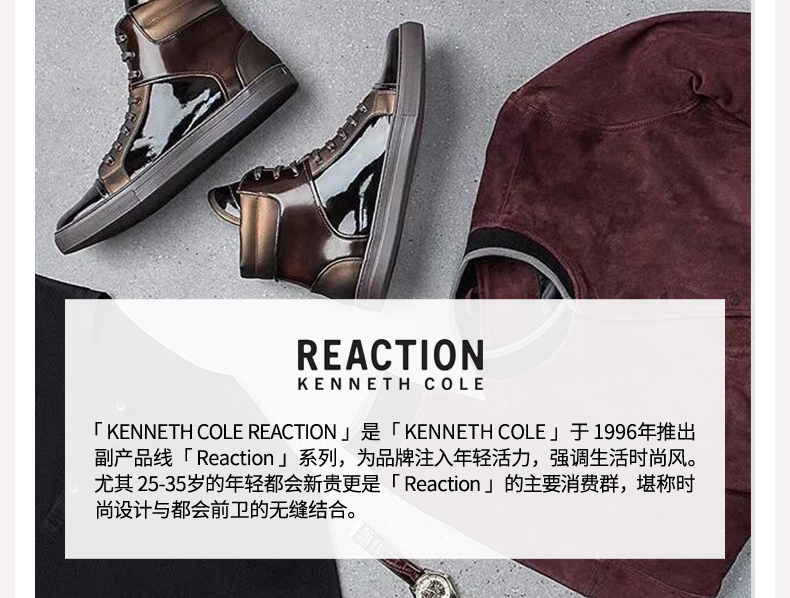 REACTION
KENNETH COLE
「 KENNETH COLE REACTION 」是「 KENNETH COLE 」于 1996年推出
副产品线「 Reaction 」系列，为品牌注入年轻活力，强调生活时尚风。
尤其 25-35岁的年轻都会新贵更是「 Reaction 」的主要消费群，堪称时
尚设计与都会前卫的无缝结合。